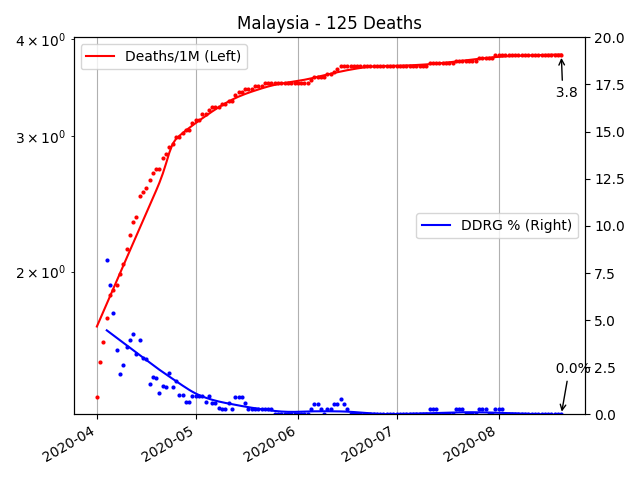 Malaysia - 125 Deaths
4 × 10⁰
3 × 10⁰
2 × 10⁰
Deaths/1M (Left)
DDRG % (Right)
3.8
0.0%
20.0
17.5
15.0
12.5
10.0
7.5
5.0
2.5
0.0
2020-04
2020-05
2020-06
2020-07
2020-08